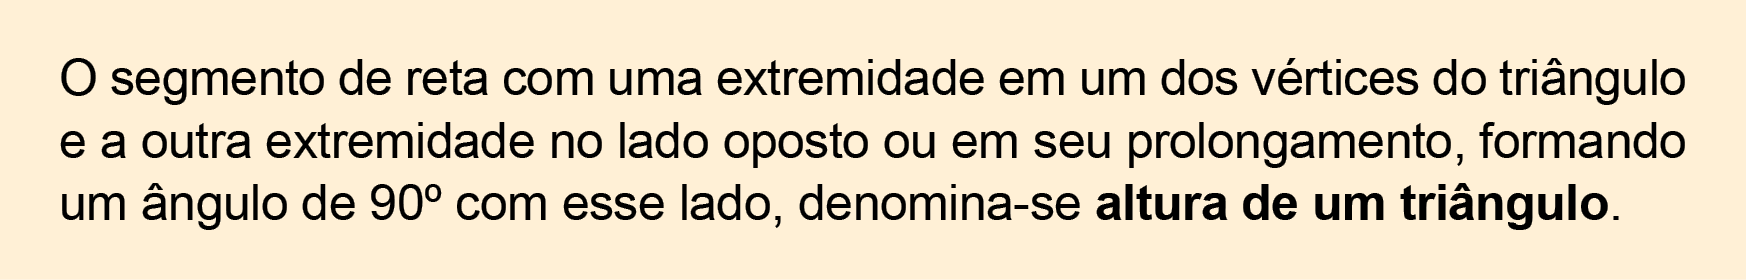 O segmento de reta com uma extremidade em um dos vértices do triângulo
e a outra extremidade no lado oposto ou em seu prolongamento, formando
um ângulo de 90º com esse lado, denomina-se altura de um triângulo.